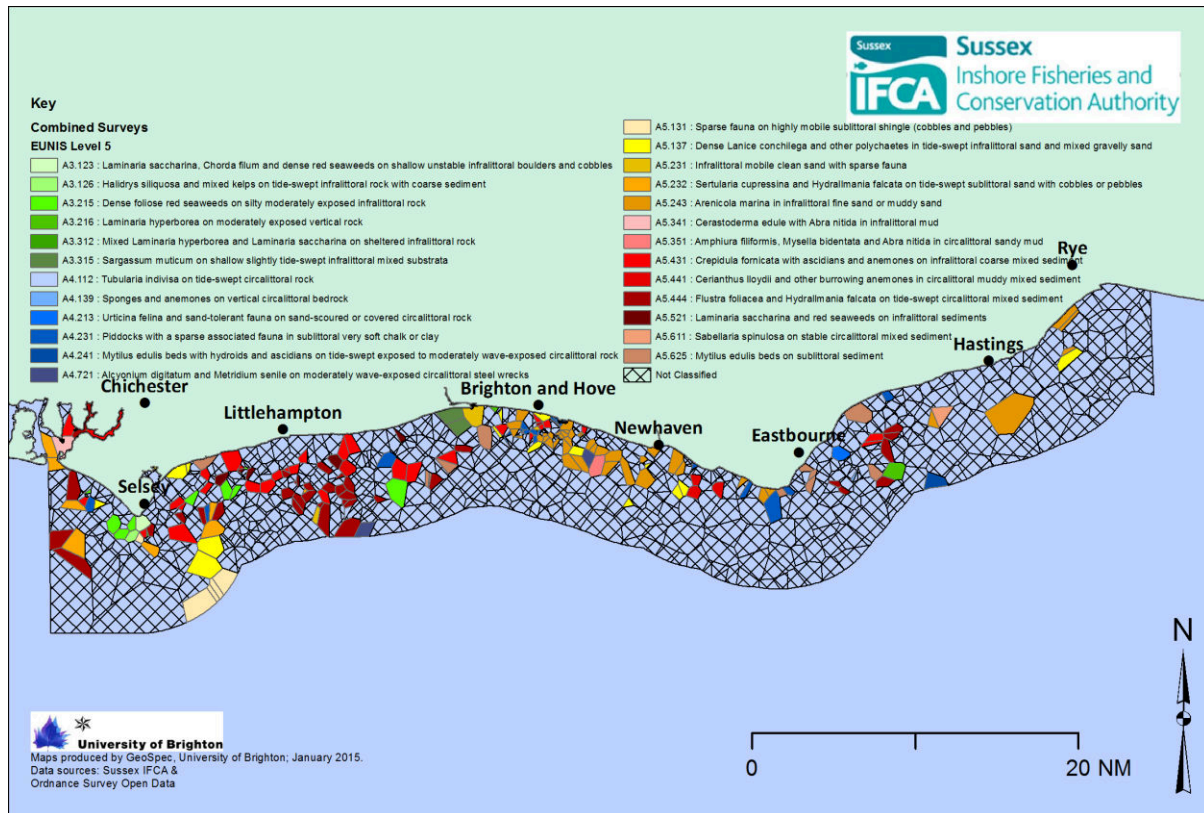 Sussex
IFCA
Sussex
Inshore Fisheries and
Conservation Authority
Key
Combined Surveys
EUNIS Level 5
A3.123 : Laminaria saccharina, Chorda filum and dense red seaweeds on shallow unstable infralittoral boulders and cobbles
A3.126 : Halidrys siliquosa and mixed kelps on tide-swept infralittoral rock with coarse sediment
A3.215 : Dense foliose red seaweeds on silty moderately exposed infralittoral rock
A3.216 : Laminaria hyperborea on moderately exposed vertical rock
A3.312 : Mixed Laminaria hyperborea and Laminaria saccharina on sheltered infralittoral rock
A3.315 : Sargassum muticum on shallow slightly tide-swept infralittoral mixed substrata
A4.112 : Tubularia indivisa on tide-swept circalittoral rock
A4.139 : Sponges and anemones on vertical circalittoral bedrock
A4.213 : Urticina felina and sand-tolerant fauna on sand-scoured or covered circalittoral rock
A4.231 : Piddocks with a sparse associated fauna in sublittoral very soft chalk or clay
A4.241 : Mytilus edulis beds with hydroids and ascidians on tide-swept exposed to moderately wave-exposed circalittoral rock
A4.721 : Alcyonium digitatum and Metridium senile on moderately wave-exposed circalittoral steel wrecks
A5.131 : Sparse fauna on highly mobile sublittoral shingle (cobbles and pebbles)
A5.137 : Dense Lanice conchilega and other polychaetes in tide-swept infralittoral sand and mixed gravelly sand
A5.231 : Infralittoral mobile clean sand with sparse fauna
A5.232 : Sertularia cupressina and Hydrallmania falcata on tide-swept sublittoral sand with cobbles or pebbles
A5.243 : Arenicola marina in infralittoral fine sand or muddy sand
A5.341 : Cerastoderma edule with Abra nitida in infralittoral mud
A5.351 : Amphiura filiformis, Mysella bidentata and Abra nitida in circalittoral sandy mud
A5.431 : Crepidula fornicata with ascidians and anemones on infralittoral coarse mixed sediment
A5.441 : Cerianthus lloydii and other burrowing anemones in circalittoral muddy mixed sediment
A5.444 : Flustra foliacea and Hydrallmania falcata on tide-swept circalittoral mixed sediment
A5.521 : Laminaria saccharina and red seaweeds on infralittoral sediments
A5.611 : Sabellaria spinulosa on stable circalittoral mixed sediment
A5.625 : Mytilus edulis beds on sublittoral sediment
Not Classified
Rye
Hastings
Chichester
Brighton and Hove
Littlehampton
Newhaven
Eastbourne
Selsey
N
University of Brighton
Maps produced by GeoSpec, University of Brighton; January 2015.
Data sources: Sussex IFCA &
Ordnance Survey Open Data
0
20 NM